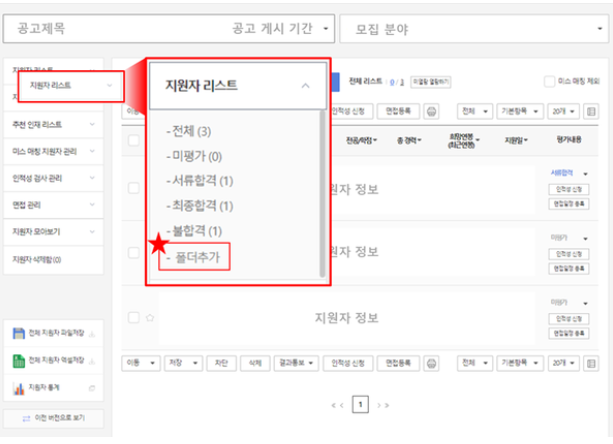 공고제목
공고 게시 기간
모집 분야
지원자 리스트
지원자 리스트
전체 리스트
미스 매칭 제외
-전체 (3)
-미평가 (0)
-서류합격 (1)
-최종합격 (1)
-불합격 (1)
- 폴더추가
추천 인재 리스트
미스 매칭 지원자 관리
인적성 검사 관리
면접 관리
지원자 모아보기
지원자 삭제함 (0)
전체 지원자 파일저장
전체 지원자 엑셀저장
지원자 통계
이전 버전으로 보기
인적성 신청
면접등록
전체
기본항목
20개
총 경력
희망연봉
(최근연봉)
지원일
평가내용
원자 정보
서류합격
인적성 신청
면접일정 등록
원자 정보
미평가
인적성 신청
면접일정 등록
지원자 정보
미평가
인적성 신청
면접일정 등록
이동
저장
차단
삭제
결과통보
인적성 신청
면접등록
전체
기본항목
20개
1